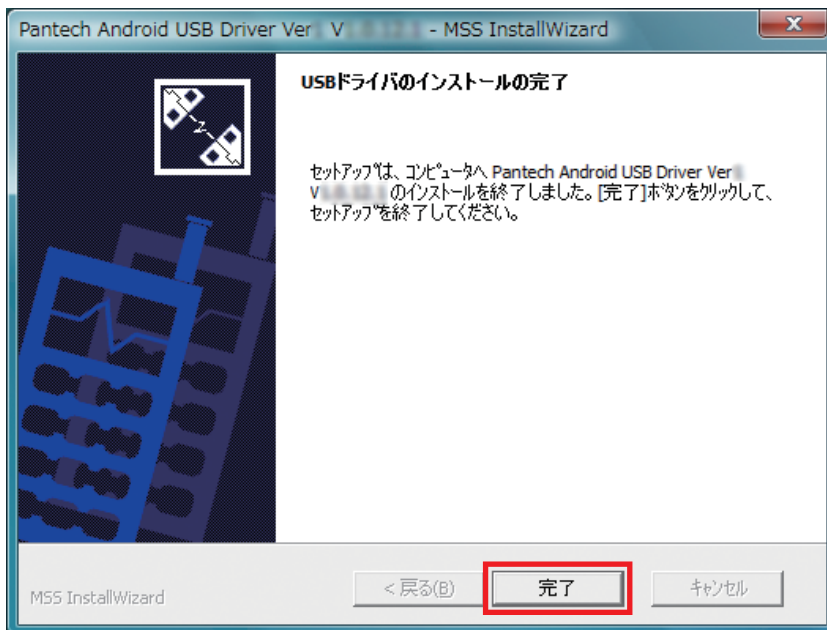 Pantech Android USB Driver Ver V - MSS InstallWizard
USBドライバのインストールの完了
セットアップは、コンピュータへ Pantech Android USB Driver Ver
V のインストールを終了しました。[完了]ボタンをクリックして、
セットアップを終了してください。
MSS InstallWizard
< 戻る(B)
完了
キャンセル